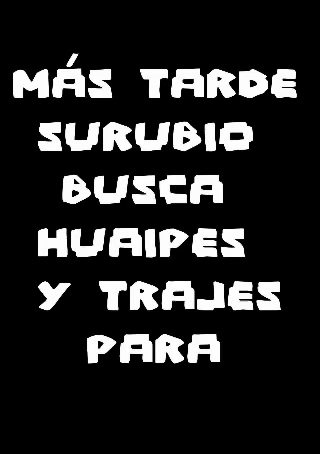 MÁS TARDE
SURUBIO
BUSCA
HUAIPES
Y TRAJES
PARA